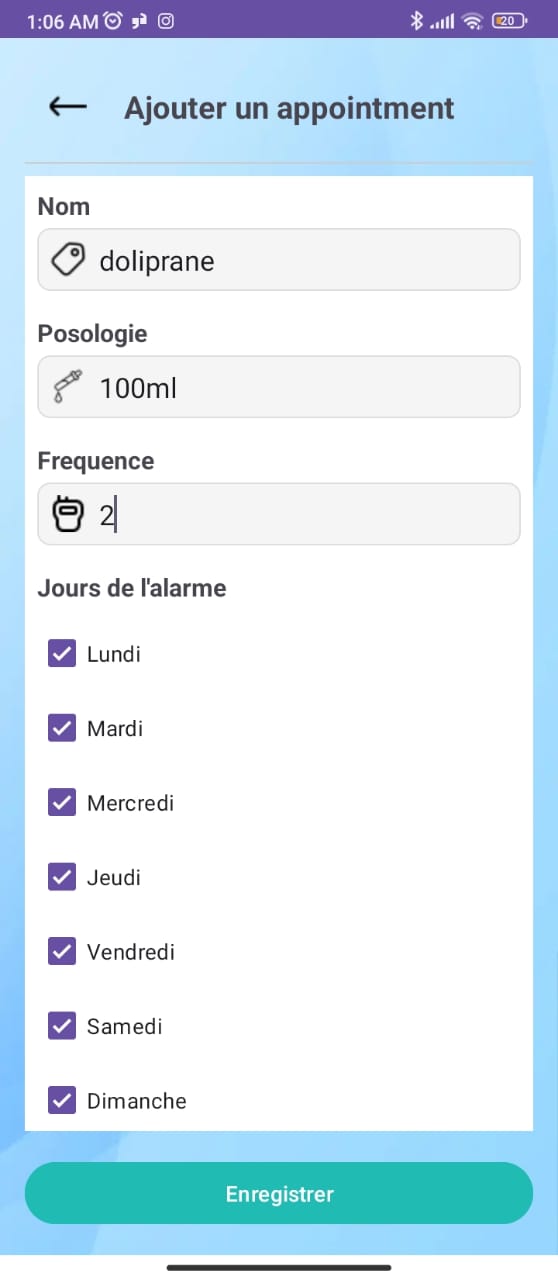 1:06 AM
20
Ajouter un appointment
Nom
doliprane
Posologie
100ml
Frequence
2
Jours de l'alarme
Lundi
Mardi
Mercredi
Jeudi
Vendredi
Samedi
Dimanche
Enregistrer